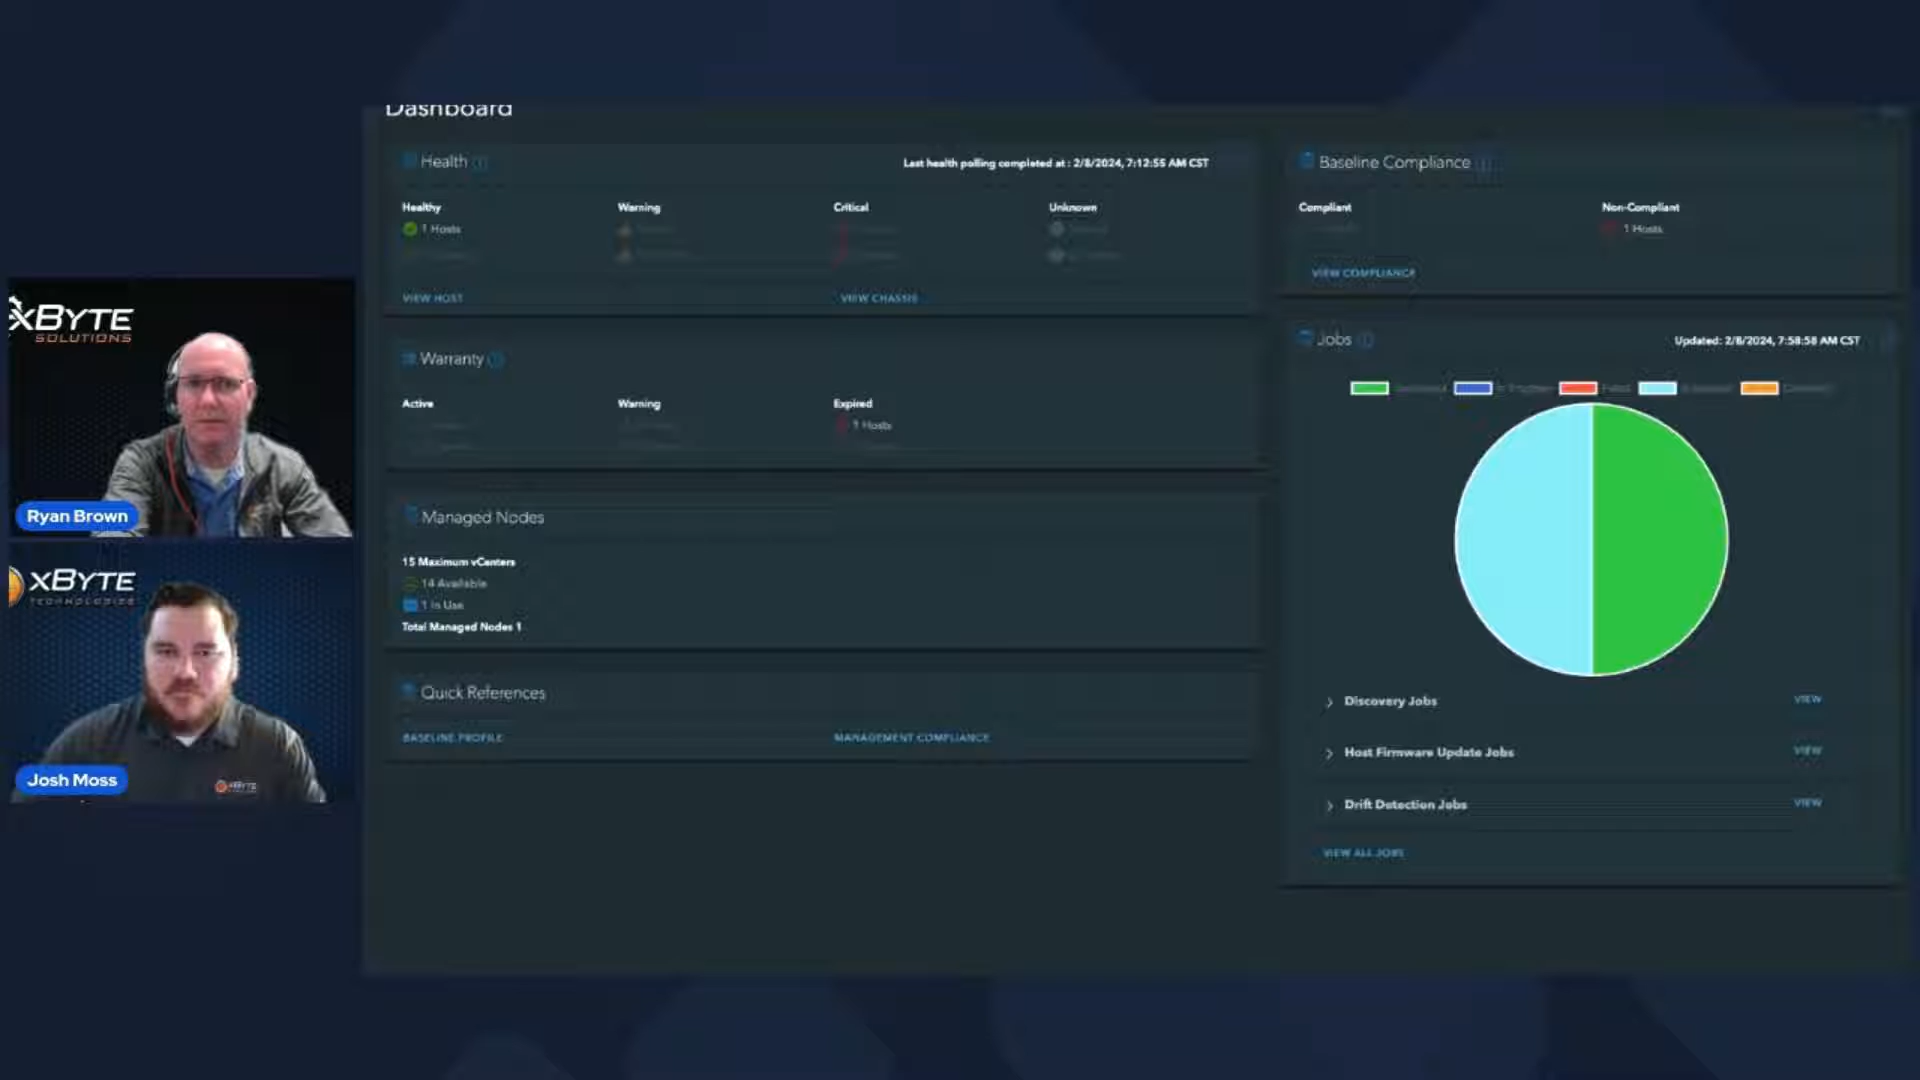 Dashboard
Health
Last health polling completed at : 2/8/2024, 7:12:55 AM CST
Healthy
Warning
Critical
Unknown
1 Hosts
VIEW HOST
VIEW CHASSIS
Baseline Compliance
Compliant
Non-Compliant
1 Hosts
VIEW COMPLIANCE
Warranty
Active
Warning
Expired
1 Hosts
Jobs
Updated: 2/8/2024, 7:58:58 AM CST
Managed Nodes
15 Maximum vCenters
14 Available
1 In Use
Total Managed Nodes 1
Quick References
BASELINE PROFILE
MANAGEMENT COMPLIANCE
Discovery Jobs
VIEW
Host Firmware Update Jobs
VIEW
Drift Detection Jobs
VIEW
VIEW ALL JOBS
xBYTE
SOLUTIONS
Ryan Brown
xBYTE
TECHNOLOGIES
Josh Moss
xBYTE